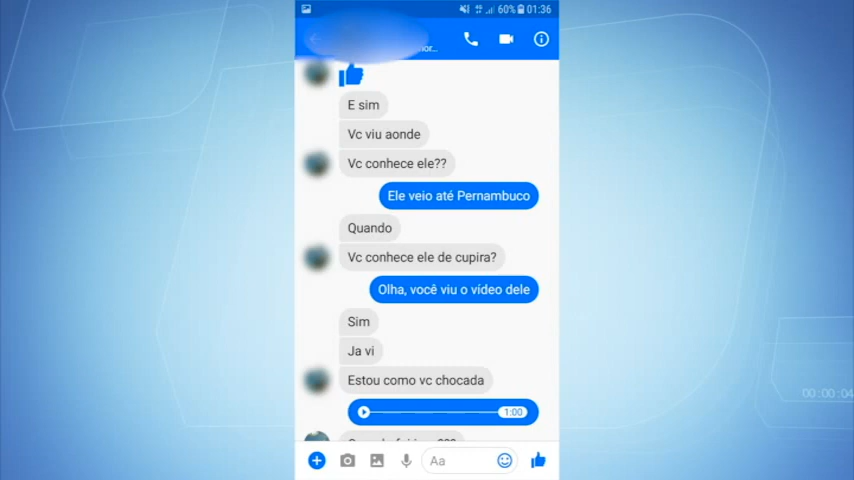 60% 01:36
E sim
Vc viu aonde
Vc conhece ele??
Ele veio até Pernambuco
Quando
Vc conhece ele de cupira?
Olha, você viu o vídeo dele
Sim
Ja vi
Estou como vc chocada
1:00
Aa
00:00:04